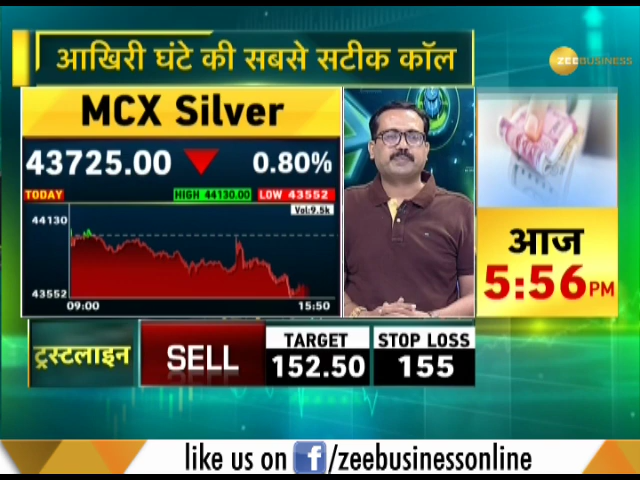 आखिरी घंटे की सबसे सटीक कॉल
ZEEBUSINESS
MCX Silver
43725.00 0.80%
TODAY HIGH 44130.00 LOW 43552
Vol:9.5k
44130
43552
09:00 15:50
आज
5:56 PM
ट्रस्टलाइन SELL
TARGET STOP LOSS
152.50 155
like us on f/zeebusinessonline